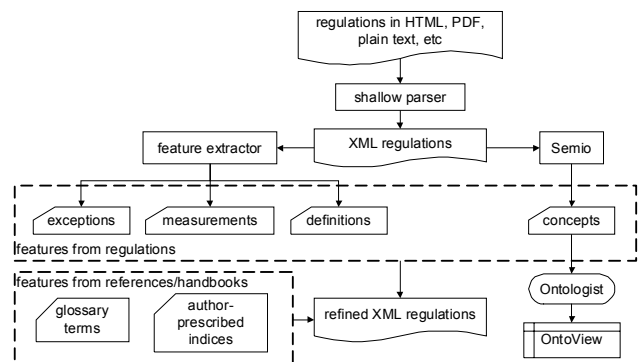 regulations in HTML, PDF,
plain text, etc
shallow parser
feature extractor
XML regulations
Semio
exceptions
measurements
definitions
concepts
features from regulations
features from references/handbooks
glossary
terms
author-
prescribed
indices
refined XML regulations
Ontologist
OntoView